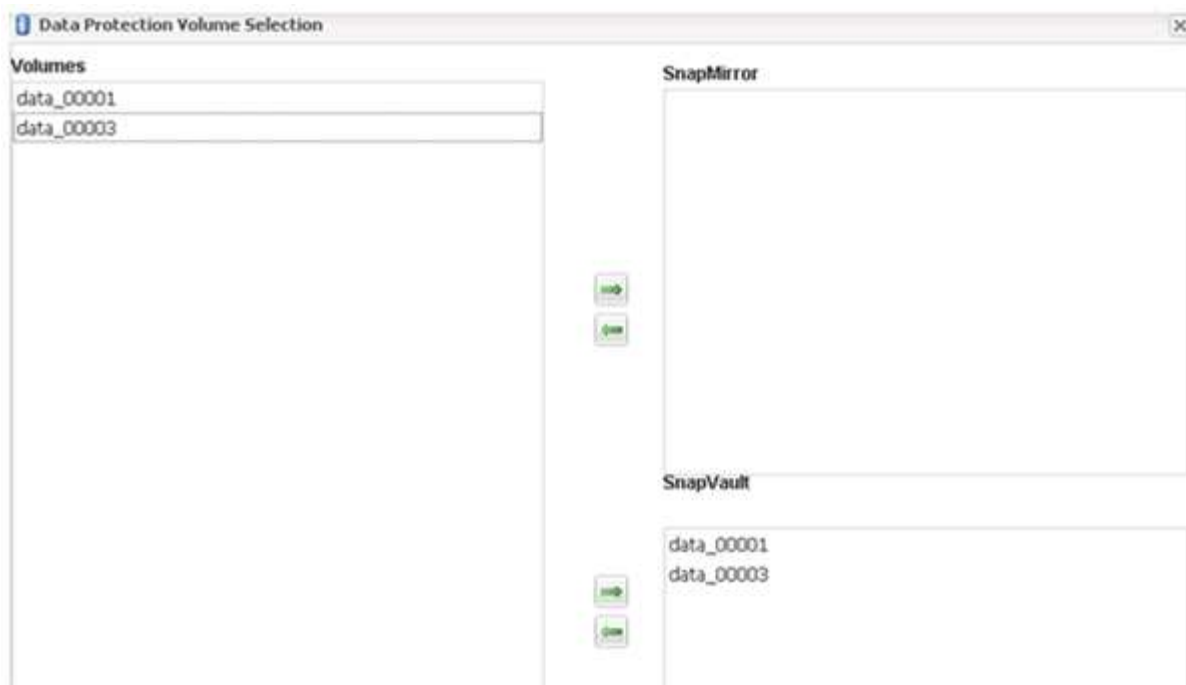 Data Protection Volume Selection
Volumes
data_00001
data_00003
SnapMirror
SnapVault
data_00001
data_00003